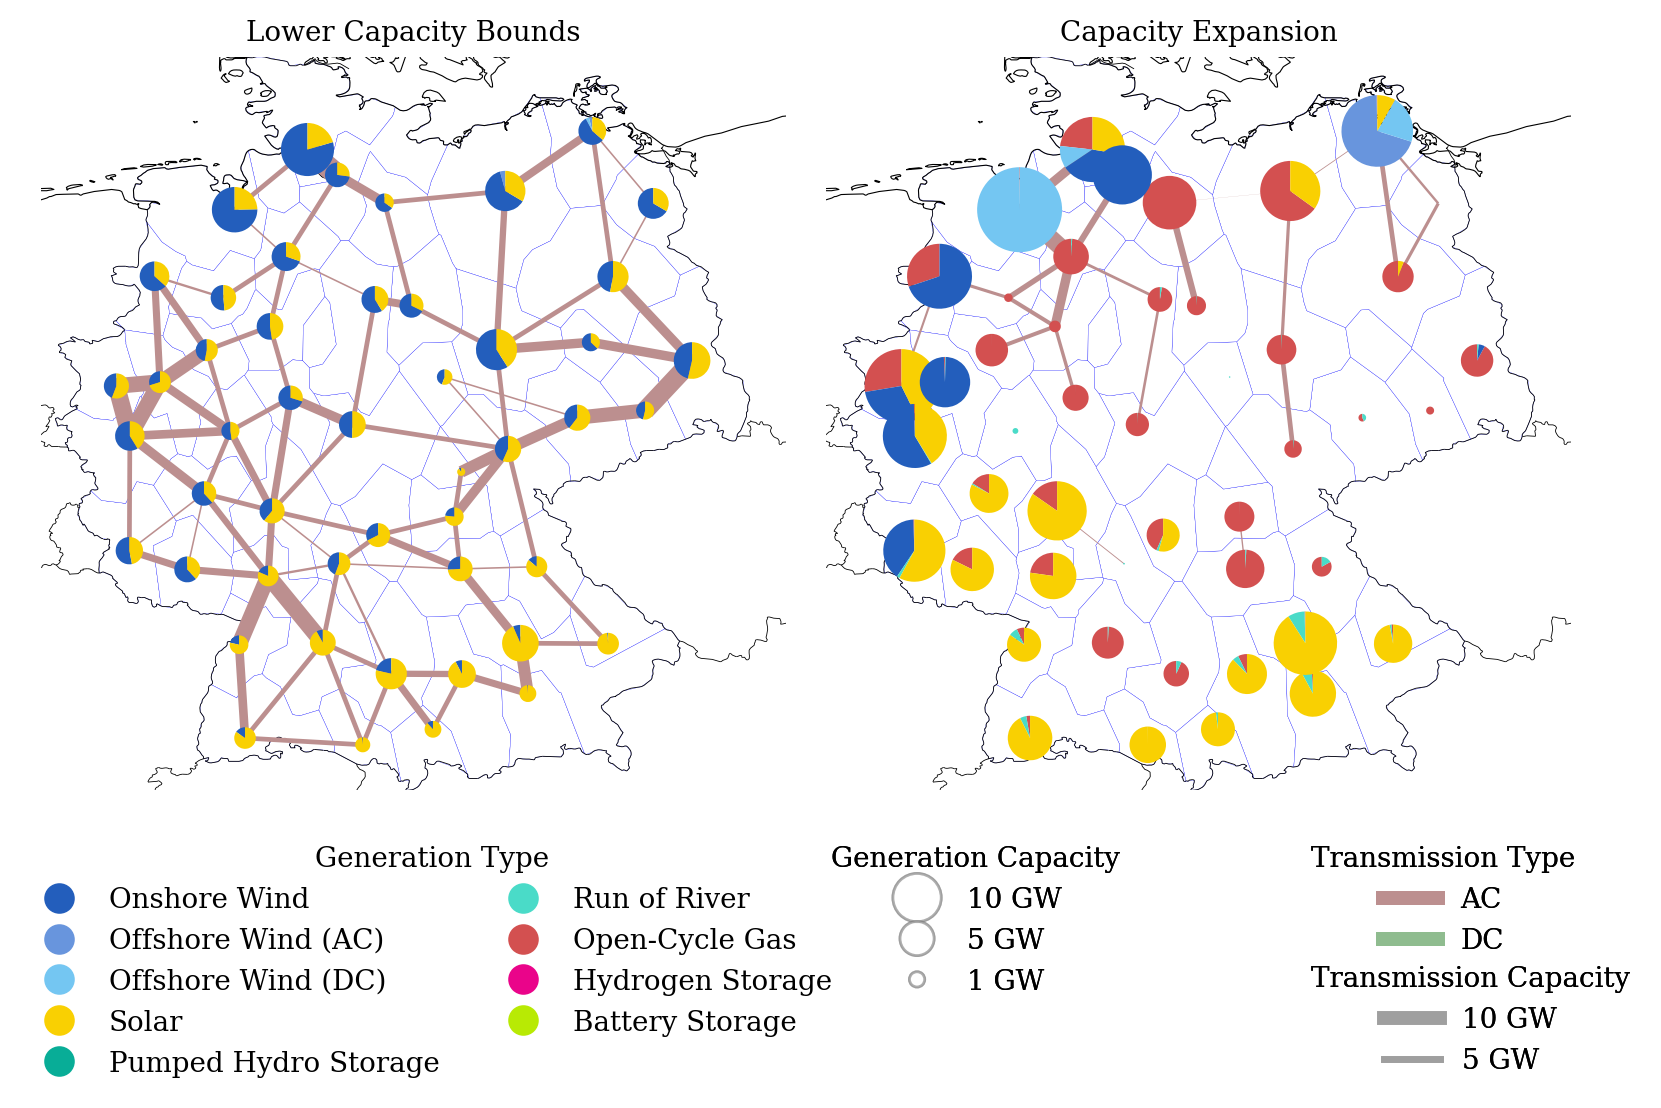 Lower Capacity Bounds
Capacity Expansion
Generation Type
Onshore Wind
Offshore Wind (AC)
Offshore Wind (DC)
Solar
Pumped Hydro Storage
Run of River
Open-Cycle Gas
Hydrogen Storage
Battery Storage
Generation Capacity
10 GW
5 GW
1 GW
Transmission Type
AC
DC
Transmission Capacity
10 GW
5 GW